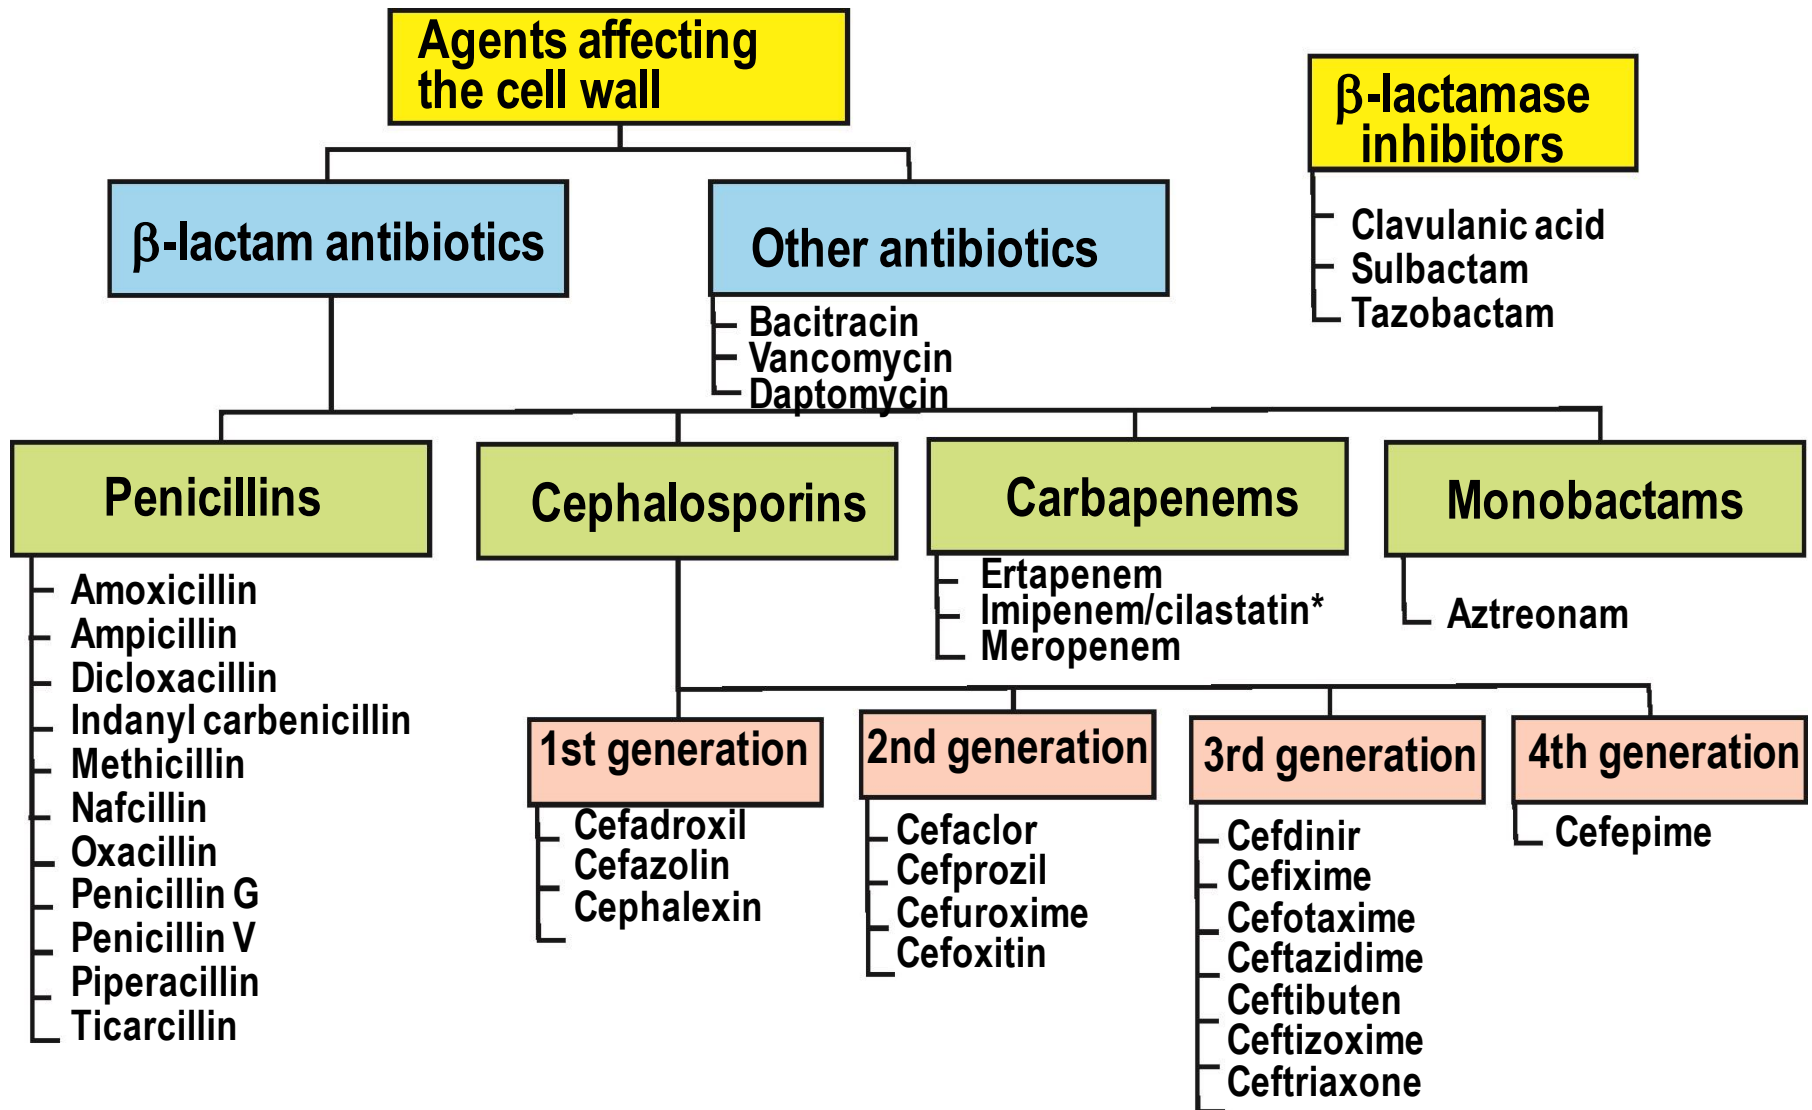 Agents affecting
the cell wall
β-lactamase
inhibitors
Clavulanic acid
Sulbactam
Tazobactam
β-lactam antibiotics
Other antibiotics
Bacitracin
Vancomycin
Daptomycin
Penicillins
Amoxicillin
Ampicillin
Dicloxacillin
Indanyl carbenicillin
Methicillin
Nafcillin
Oxacillin
Penicillin G
Penicillin V
Piperacillin
Ticarcillin
Cephalosporins
Carbapenems
Ertapenem
Imipenem/cilastatin*
Meropenem
Monobactams
Aztreonam
1st generation
Cefadroxil
Cefazolin
Cephalexin
2nd generation
Cefaclor
Cefprozil
Cefuroxime
Cefoxitin
3rd generation
Cefdinir
Cefixime
Cefotaxime
Ceftazidime
Ceftibuten
Ceftizoxime
Ceftriaxone
4th generation
Cefepime